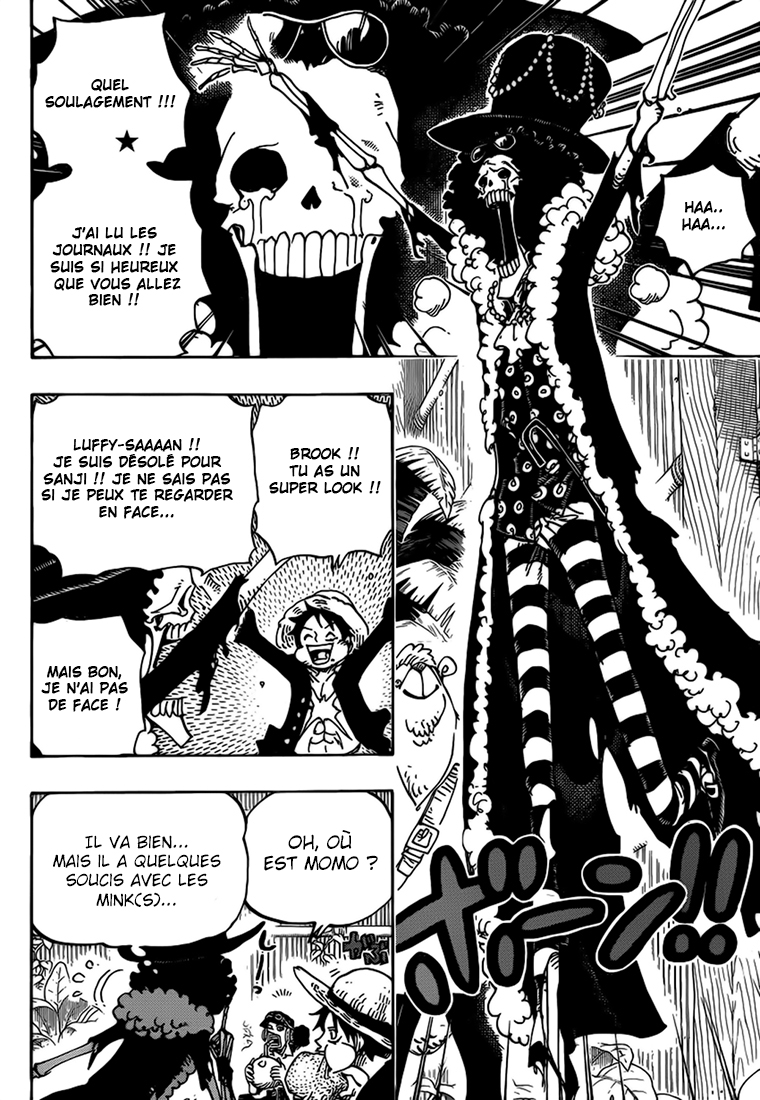 QUEL
SOULAGEMENT !!!
J'AI LU LES
JOURNAUX !! JE
SUIS SI HEUREUX
QUE VOUS ALLEZ
BIEN !!
HAA..
HAA...
BROOK !!
TU AS UN
SUPER LOOK !!
LUFFY-SAAAAN !!
JE SUIS DÉSOLÉ POUR
SANJI !! JE NE SAIS PAS
SI JE PEUX TE REGARDER
EN FACE...
MAIS BON,
JE N'AI PAS
DE FACE !
ボーン!!
OH, OÙ
EST MOMO ?
IL VA BIEN...
MAIS IL A QUELQUES
SOUCIS AVEC LES
MINK(S)...